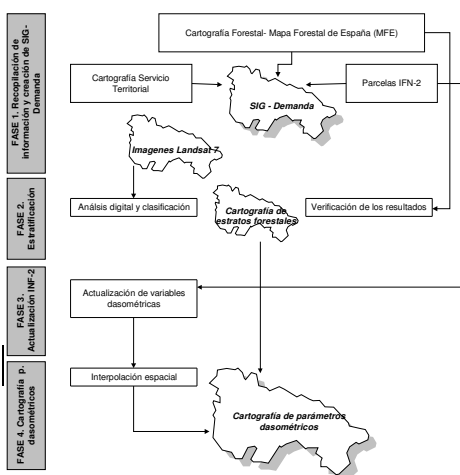 FASE 1. Recopilación de
información y creación de SIG-
Demanda
Cartografía Forestal- Mapa Forestal de España (MFE)
Cartografía Servicio
Territorial
Parcelas IFN-2
SIG - Demanda
Imagenes Landsat 7
FASE 2.
Estratificación
Análsis digital y clasificación
Cartografía de
estratos forestales
Verificación de los resultados
FASE 3.
Actualización INF-2
Actualización de variables
dasométricas
FASE 4. Cartografía p.
dasométricos
Interpolación espacial
Cartografía de parámetros
dasométricos